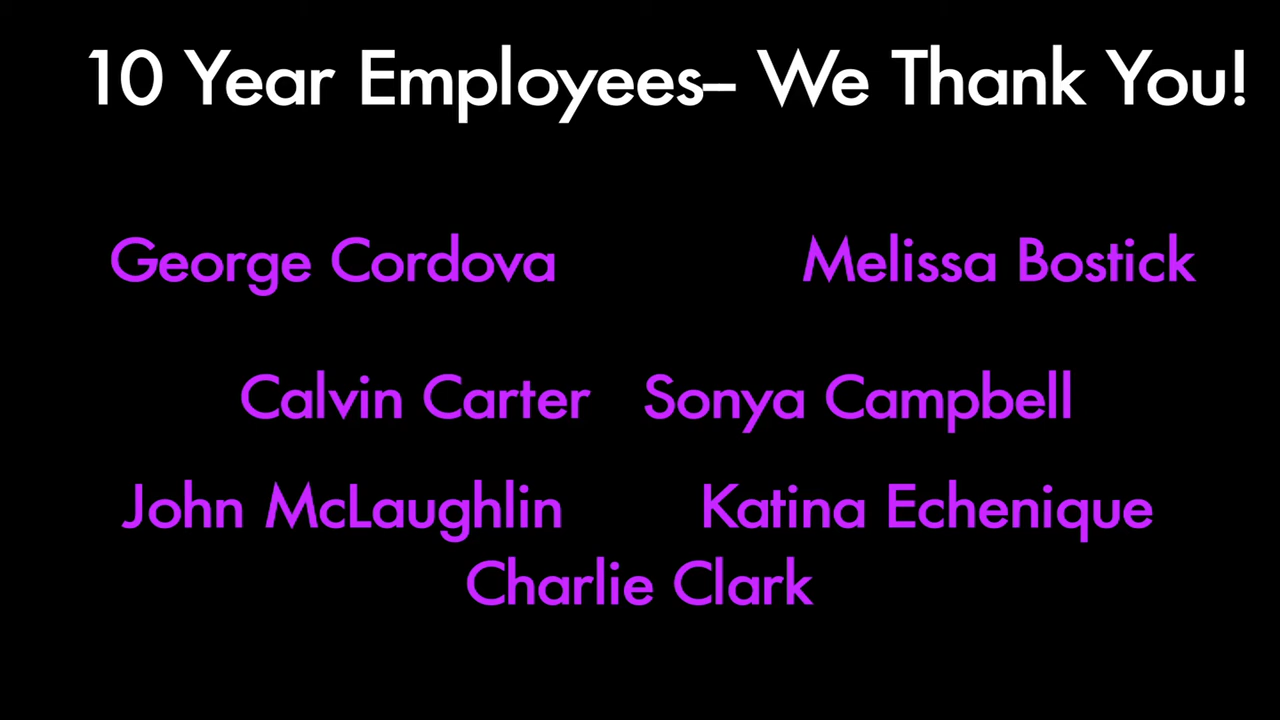 10 Year Employees– We Thank You!
George Cordova Melissa Bostick
Calvin Carter Sonya Campbell
John McLaughlin Katina Echenique
Charlie Clark